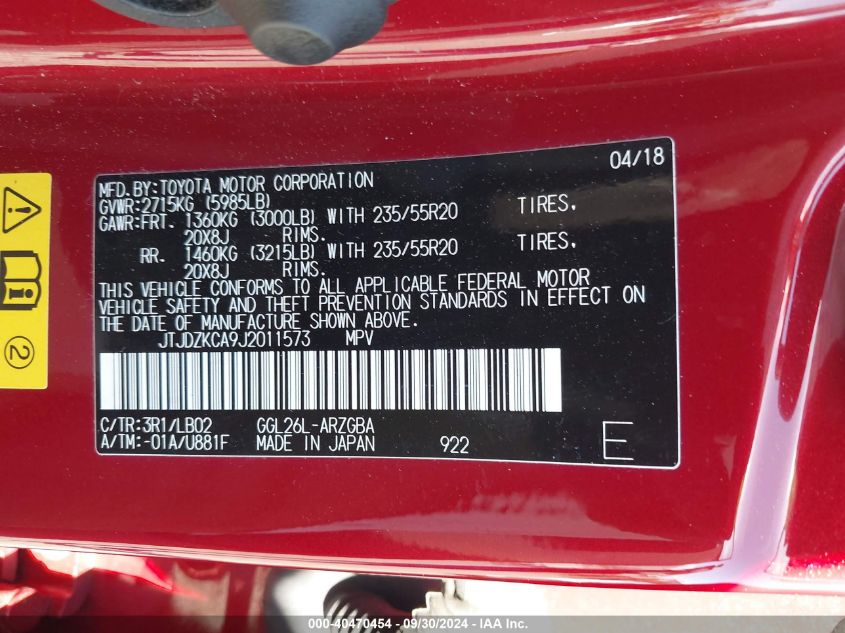 04/18
MFD.BY:TOYOTA MOTOR CORPORATION
GVWR:2715KG (5985LB)
GAWR:FRT. 1360KG (3000LB) WITH 235/55R20 TIRES.
20X8J RIMS.
RR. 1460KG (3215LB) WITH 235/55R20 TIRES.
20X8J RIMS.
THIS VEHICLE CONFORMS TO ALL APPLICABLE FEDERAL MOTOR
VEHICLE SAFETY AND THEFT PREVENTION STANDARDS IN EFFECT ON
THE DATE OF MANUFACTURE SHOWN ABOVE.
JTJDZKCA9J2011573 MPV
C/TR:3R1/LB02 GGL26L-ARZGBA
A/TM:-01A/U881F MADE IN JAPAN 922 E
2
000-40470454 - 09/30/2024 - IAA Inc.